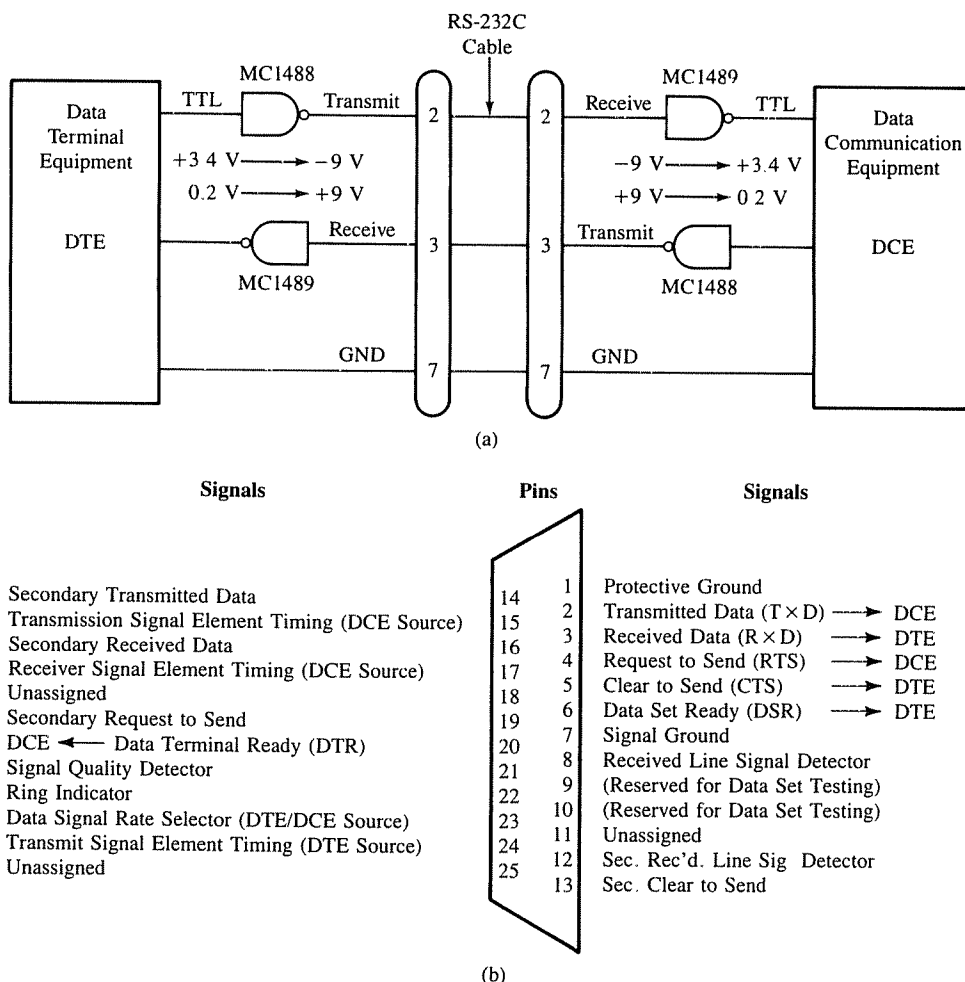 RS-232C
Cable
MC1488
MC1489
Data
Terminal
Equipment
TTL
Transmit
2
2
Receive
TTL
Data
Communication
Equipment
+3 4 V → −9 V
0.2 V → +9 V
−9 V → +3.4 V
+9 V → 0 2 V
DTE
Receive
3
3
Transmit
DCE
MC1489
MC1488
GND
7
7
GND
(a)
Signals
Pins
Signals
Secondary Transmitted Data 14
Transmission Signal Element Timing (DCE Source) 15
Secondary Received Data 16
Receiver Signal Element Timing (DCE Source) 17
Unassigned 18
Secondary Request to Send 19
DCE ← Data Terminal Ready (DTR) 20
Signal Quality Detector 21
Ring Indicator 22
Data Signal Rate Selector (DTE/DCE Source) 23
Transmit Signal Element Timing (DTE Source) 24
Unassigned 25
1 Protective Ground
2 Transmitted Data (T×D) → DCE
3 Received Data (R×D) → DTE
4 Request to Send (RTS) → DCE
5 Clear to Send (CTS) → DTE
6 Data Set Ready (DSR) → DTE
7 Signal Ground
8 Received Line Signal Detector
9 (Reserved for Data Set Testing)
10 (Reserved for Data Set Testing)
11 Unassigned
12 Sec. Rec'd. Line Sig Detector
13 Sec. Clear to Send
(b)